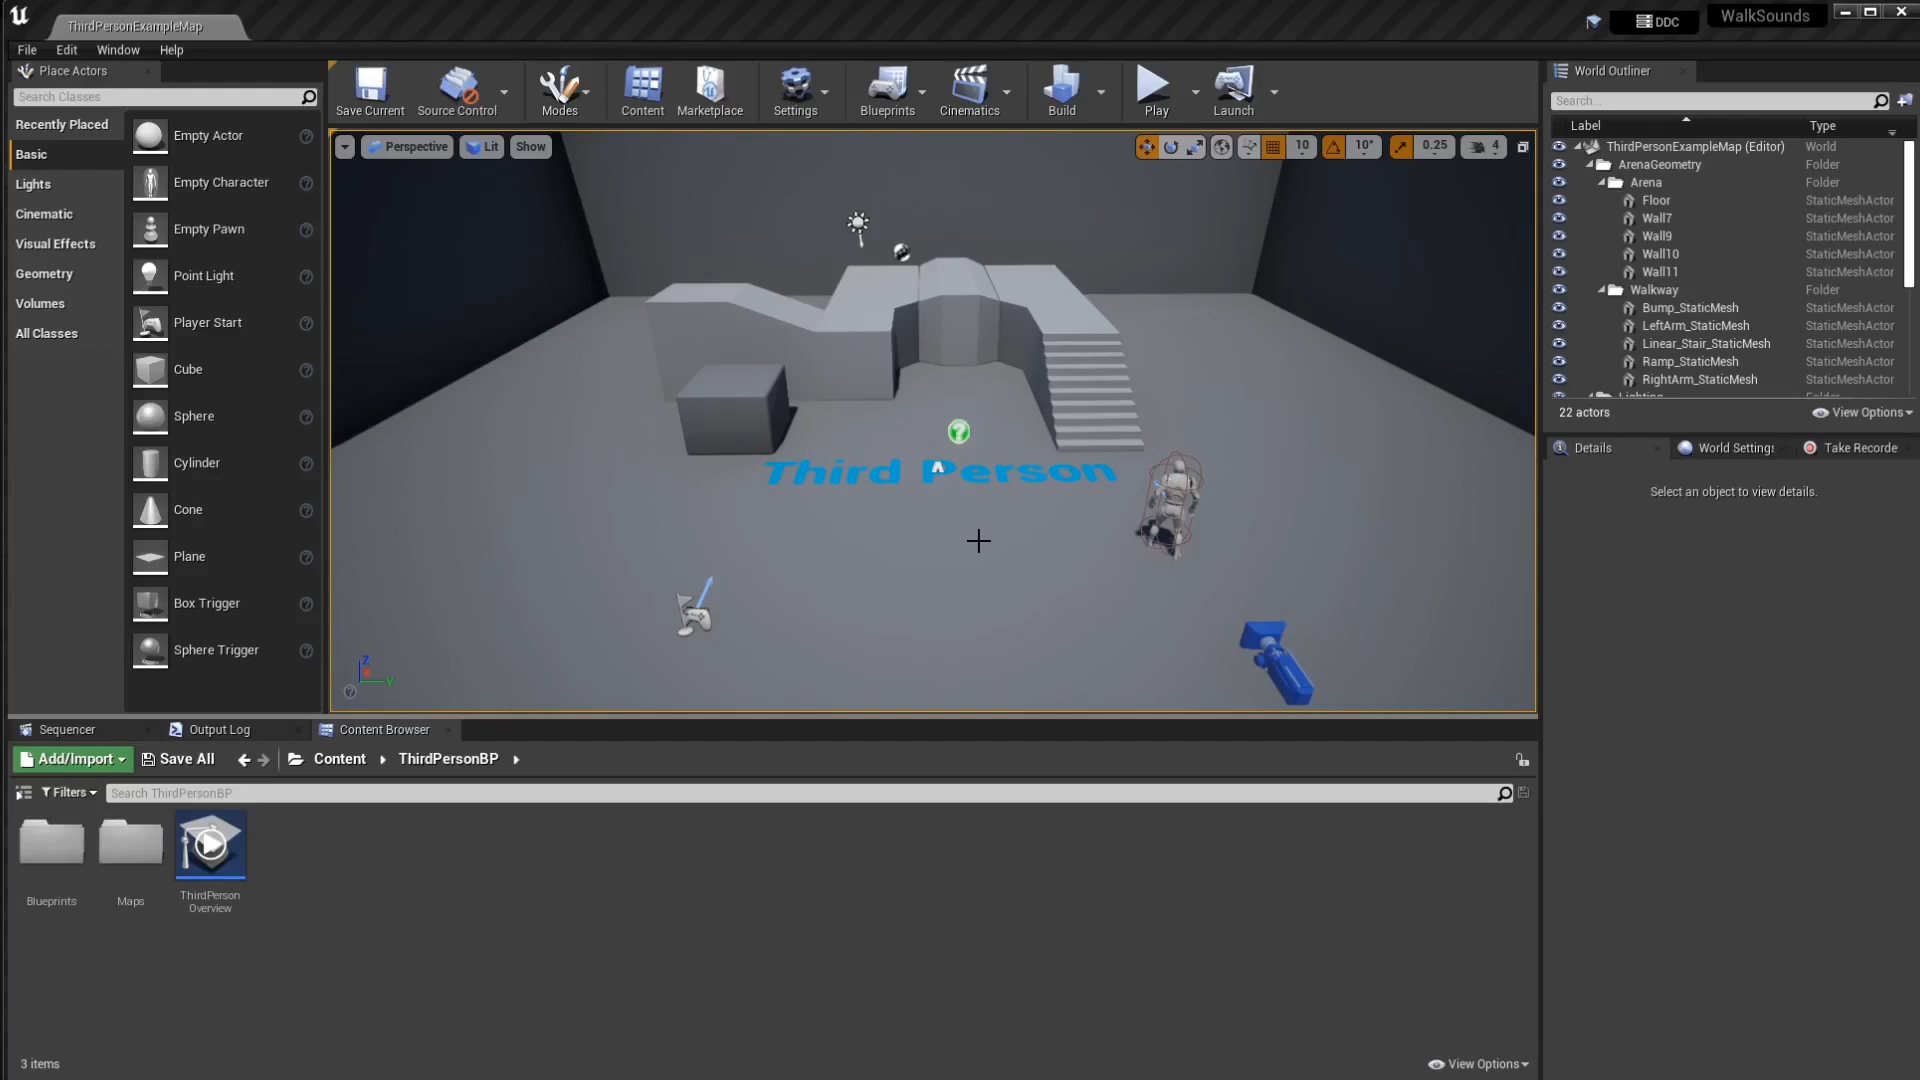 ThirdPersonExampleMap
DDC
WalkSounds
File Edit Window Help
Place Actors
Search Classes
Recently Placed
Basic
Lights
Cinematic
Visual Effects
Geometry
Volumes
All Classes
Empty Actor
Empty Character
Empty Pawn
Point Light
Player Start
Cube
Sphere
Cylinder
Cone
Plane
Box Trigger
Sphere Trigger
Save Current
Source Control
Modes
Content
Marketplace
Settings
Blueprints
Cinematics
Build
Play
Launch
Perspective
Lit
Show
10
10°
0.25
4
Third Person
Z
X
Y
World Outliner
Search...
Label Type
ThirdPersonExampleMap (Editor) World
ArenaGeometry Folder
Arena Folder
Floor StaticMeshActor
Wall7 StaticMeshActor
Wall9 StaticMeshActor
Wall10 StaticMeshActor
Wall11 StaticMeshActor
Walkway Folder
Bump_StaticMesh StaticMeshActor
LeftArm_StaticMesh StaticMeshActor
Linear_Stair_StaticMesh StaticMeshActor
Ramp_StaticMesh StaticMeshActor
RightArm_StaticMesh StaticMeshActor
22 actors
View Options
Details
World Settings
Take Recorde
Select an object to view details.
Sequencer
Output Log
Content Browser
Add/Import
Save All
Content
ThirdPersonBP
Filters
Search ThirdPersonBP
Blueprints
Maps
ThirdPerson
Overview
3 items
View Options